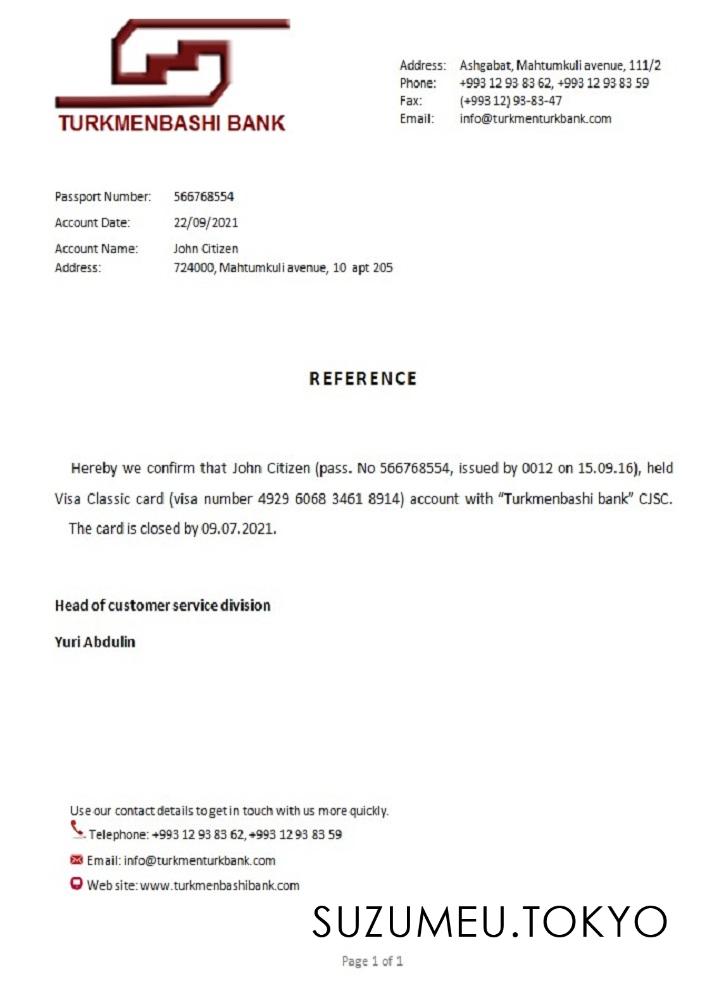 TURKMENBASHI BANK
Address: Ashgabat, Mahtumkuli avenue, 111/2
Phone: +993 12 93 83 62, +993 12 93 83 59
Fax: (+993 12) 93-83-47
Email: info@turkmenturkbank.com
Passport Number: 566768554
Account Date: 22/09/2021
Account Name: John Citizen
Address: 724000, Mahtumkuli avenue, 10 apt 205
REFERENCE
Hereby we confirm that John Citizen (pass. No 566768554, issued by 0012 on 15.09.16), held
Visa Classic card (visa number 4929 6068 3461 8914) account with “Turkmenbashi bank” CJSC.
The card is closed by 09.07.2021.
Head of customer service division
Yuri Abdulin
Use our contact details to get in touch with us more quickly.
Telephone: +993 12 93 83 62, +993 12 93 83 59
Email: info@turkmenturkbank.com
Web site: www.turkmenbashibank.com
SUZUMEU.TOKYO
Page 1 of 1